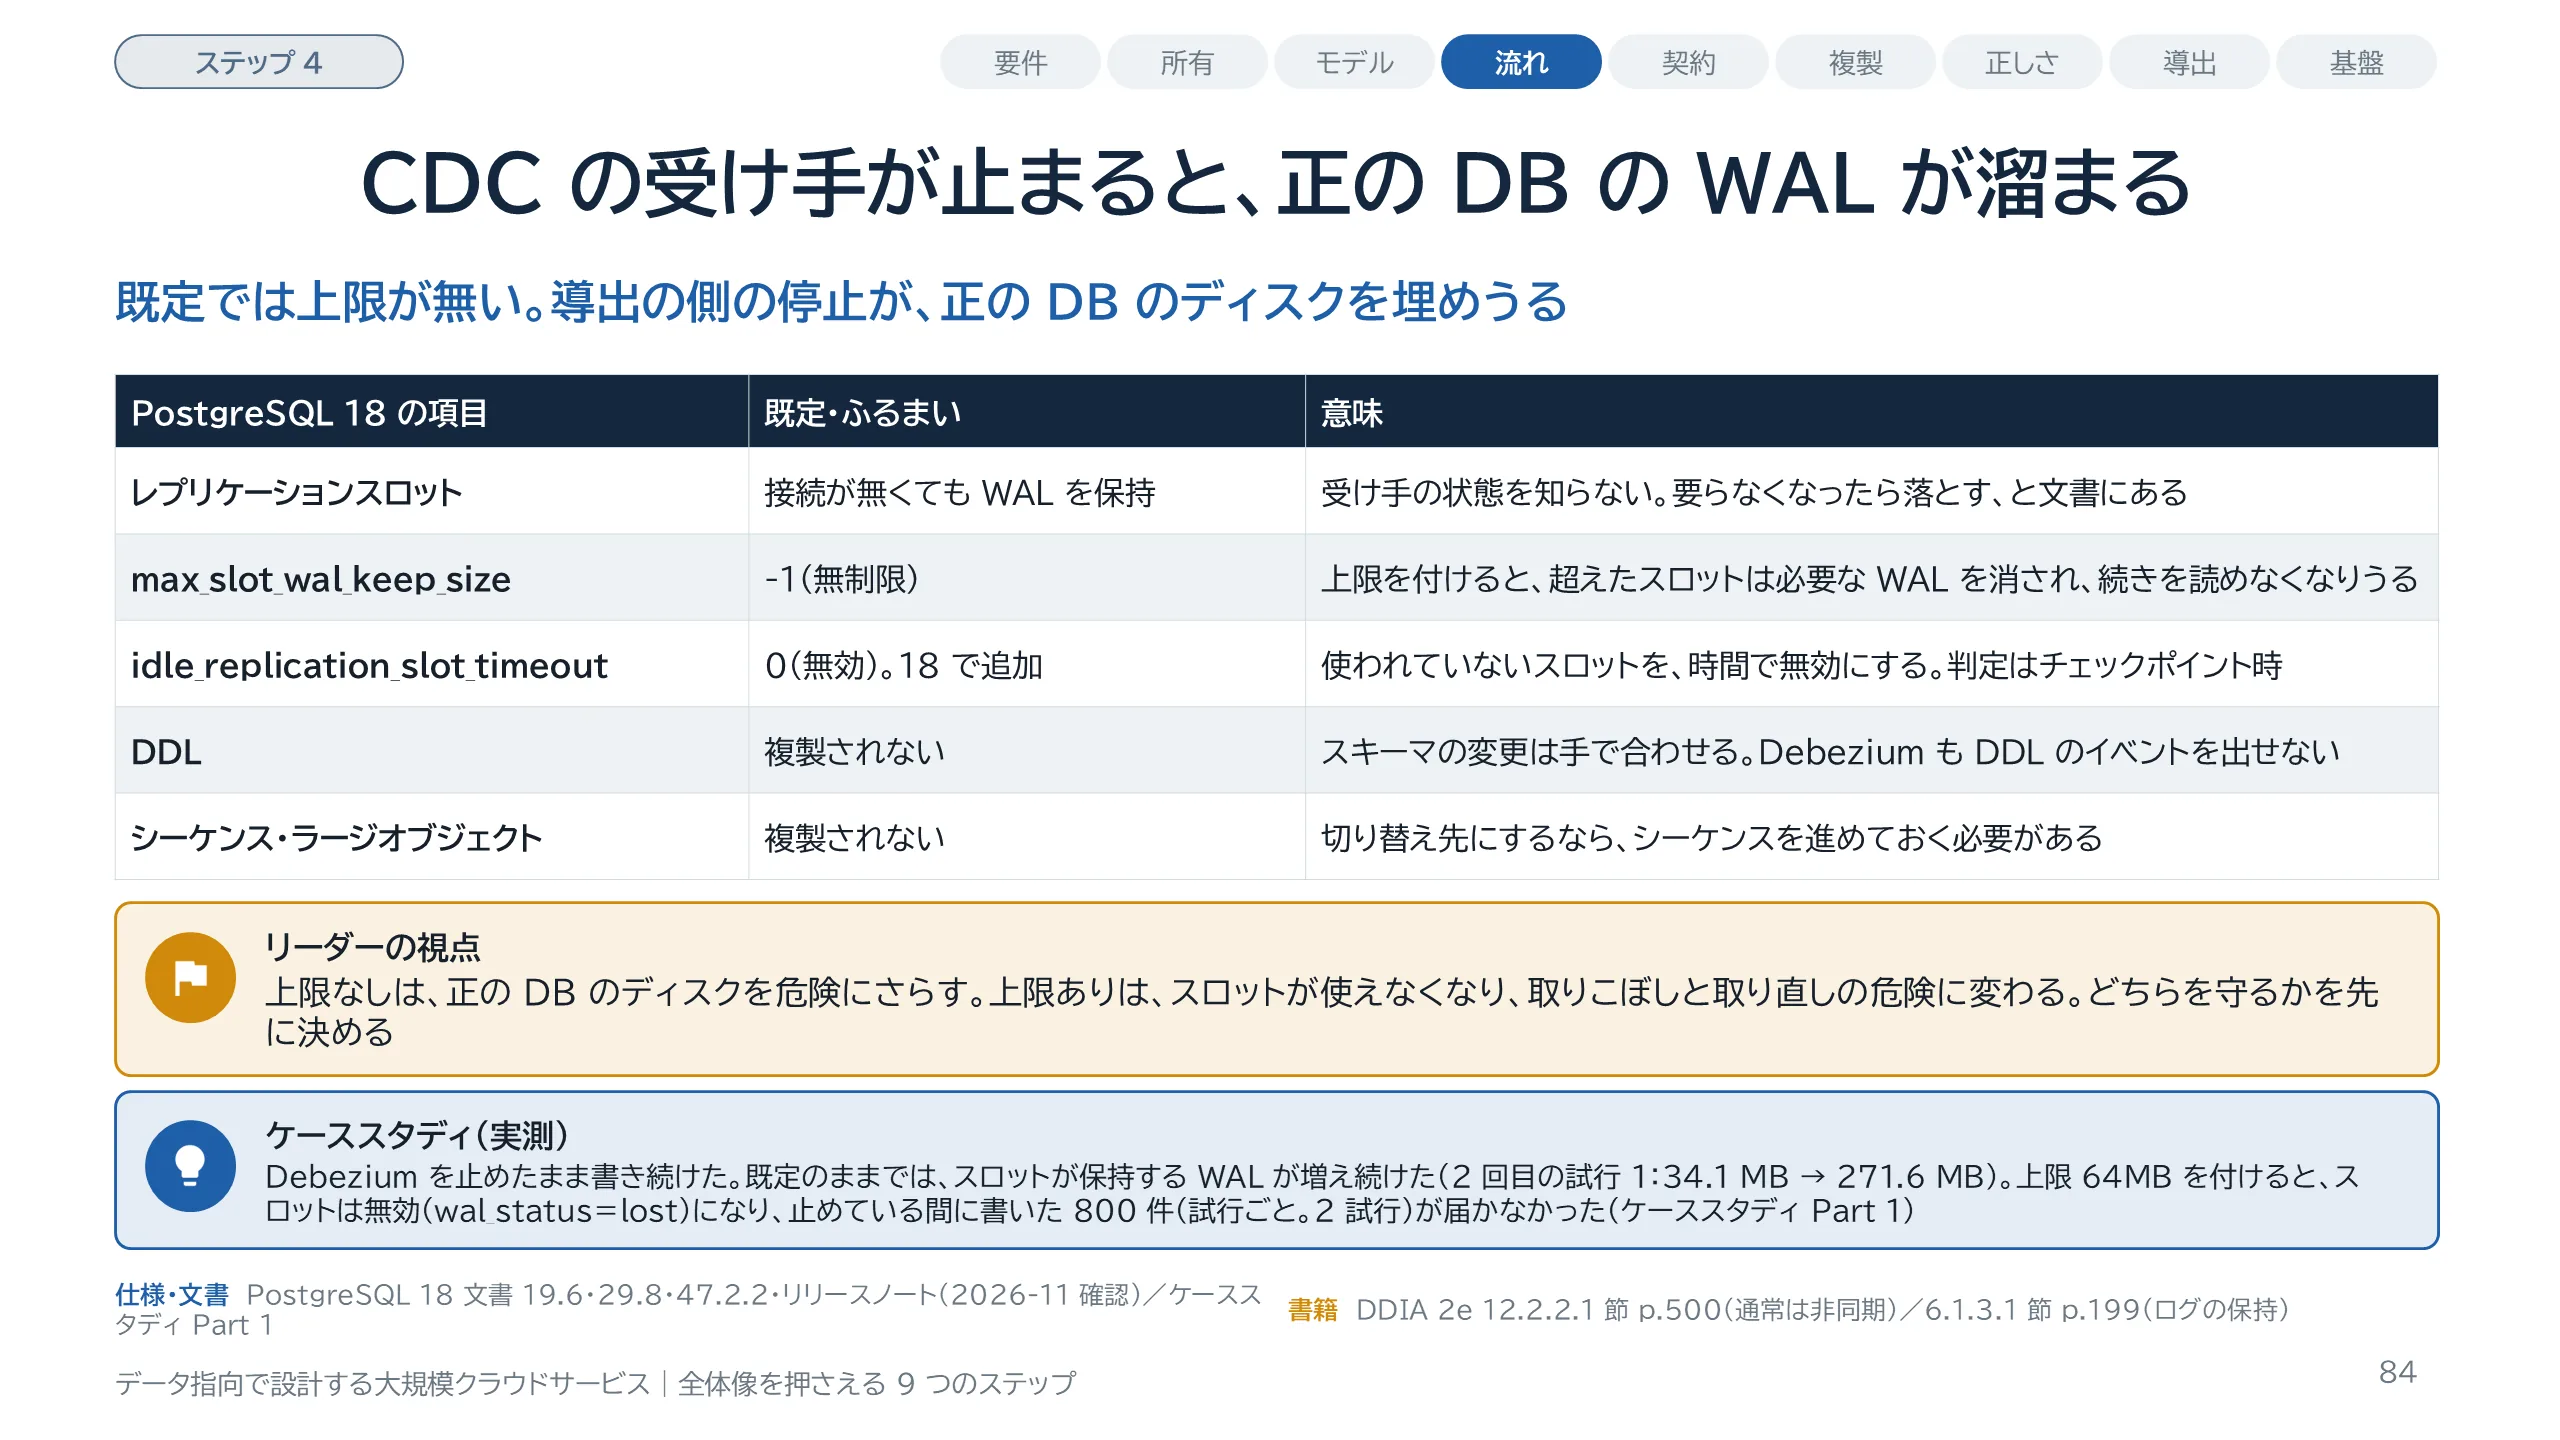 ステップ 4
要件 所有 モデル 流れ 契約 複製 正しさ 導出 基盤
CDC の受け手が止まると、正の DB の WAL が溜まる
既定では上限が無い。導出の側の停止が、正の DB のディスクを埋めうる
PostgreSQL 18 の項目 既定・ふるまい 意味
レプリケーションスロット 接続が無くても WAL を保持 受け手の状態を知らない。要らなくなったら落とす、と文書にある
max_slot_wal_keep_size -1（無制限） 上限を付けると、超えたスロットは必要な WAL を消され、続きを読めなくなりうる
idle_replication_slot_timeout 0（無効）。18 で追加 使われていないスロットを、時間で無効にする。判定はチェックポイント時
DDL 複製されない スキーマの変更は手で合わせる。Debezium も DDL のイベントを出せない
シーケンス・ラージオブジェクト 複製されない 切り替え先にするなら、シーケンスを進めておく必要がある
リーダーの視点
上限なしは、正の DB のディスクを危険にさらす。上限ありは、スロットが使えなくなり、取りこぼしと取り直しの危険に変わる。どちらを守るかを先
に決める
ケーススタディ（実測）
Debezium を止めたまま書き続けた。既定のままでは、スロットが保持する WAL が増え続けた（2 回目の試行 1：34.1 MB → 271.6 MB）。上限 64MB を付けると、ス
ロットは無効（wal_status＝lost）になり、止めている間に書いた 800 件（試行ごと。2 試行）が届かなかった（ケーススタディ Part 1）
仕様・文書 PostgreSQL 18 文書 19.6・29.8・47.2.2・リリースノート（2026-11 確認）／ケースス
タディ Part 1
書籍 DDIA 2e 12.2.2.1 節 p.500（通常は非同期）／6.1.3.1 節 p.199（ログの保持）
データ指向で設計する大規模クラウドサービス｜全体像を押さえる 9 つのステップ
84